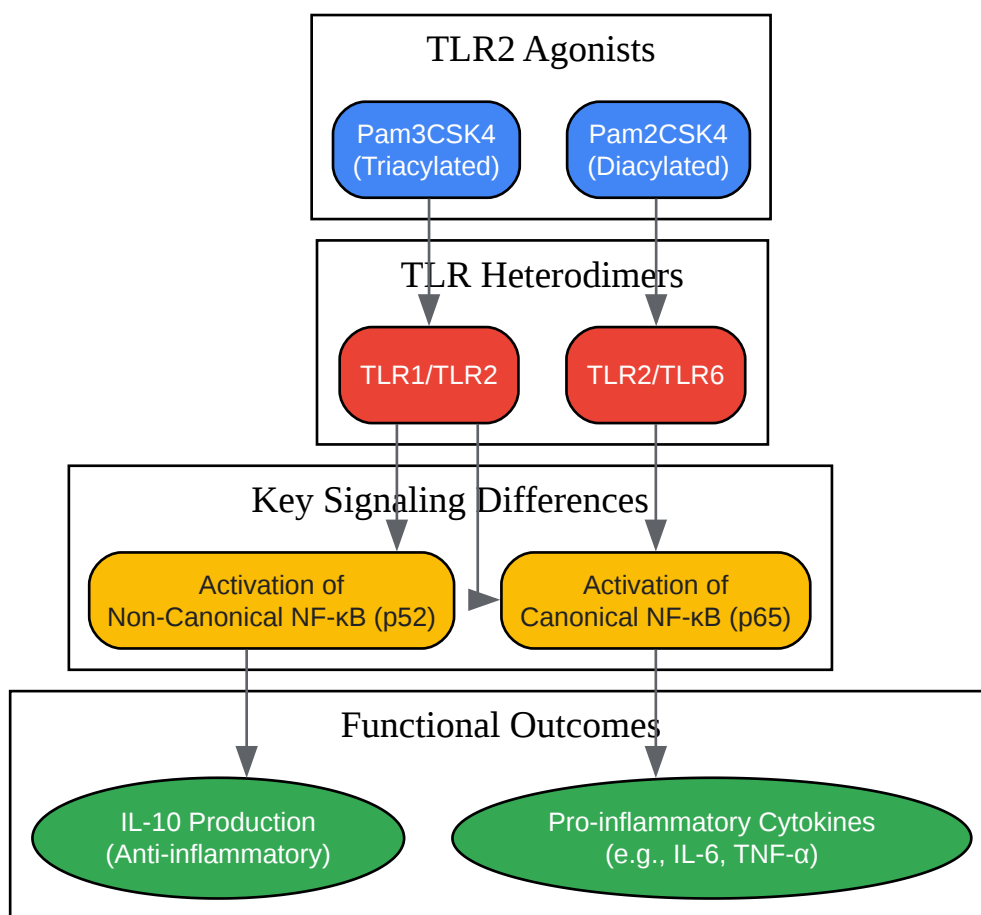 TLR2 Agonists
Pam3CSK4
(Triacylated)
Pam2CSK4
(Diacylated)
TLR Heterodimers
TLR1/TLR2
TLR2/TLR6
Key Signaling Differences
Activation of
Non-Canonical NF-κB (p52)
Activation of
Canonical NF-κB (p65)
Functional Outcomes
IL-10 Production
(Anti-inflammatory)
Pro-inflammatory Cytokines
(e.g., IL-6, TNF-α)